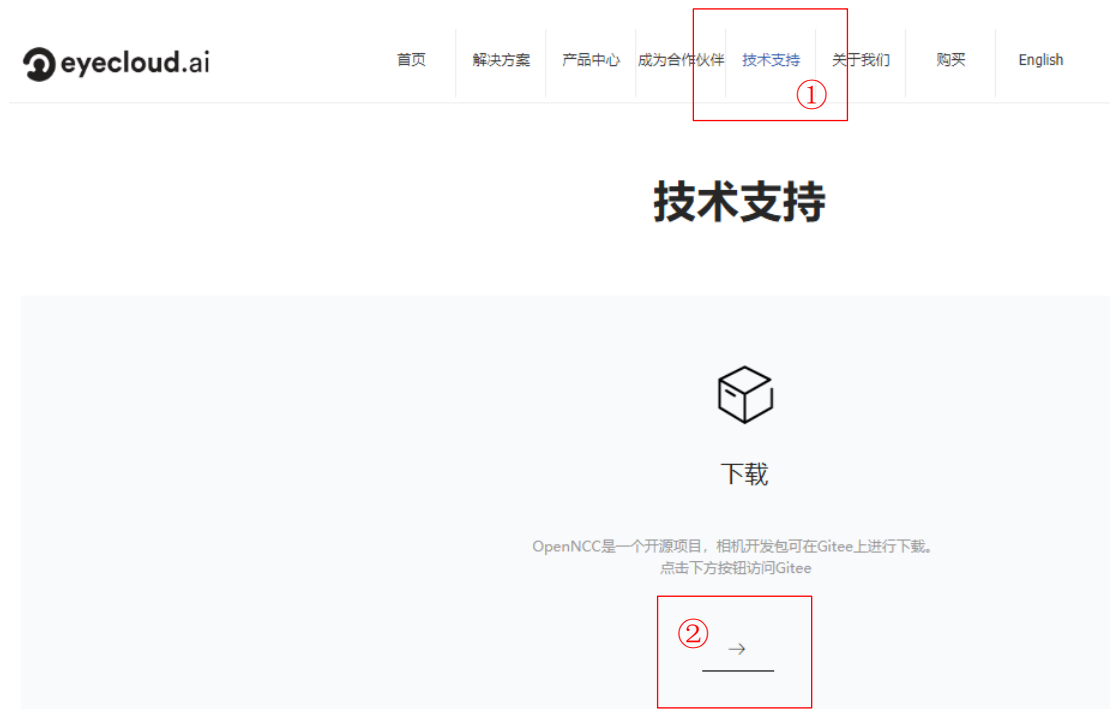 eyecloud.ai
首页 解决方案 产品中心 成为合作伙伴 技术支持 关于我们 购买 English
①
技术支持
下载
OpenNCC是一个开源项目，相机开发包可在Gitee上进行下载。
点击下方按钮访问Gitee
②